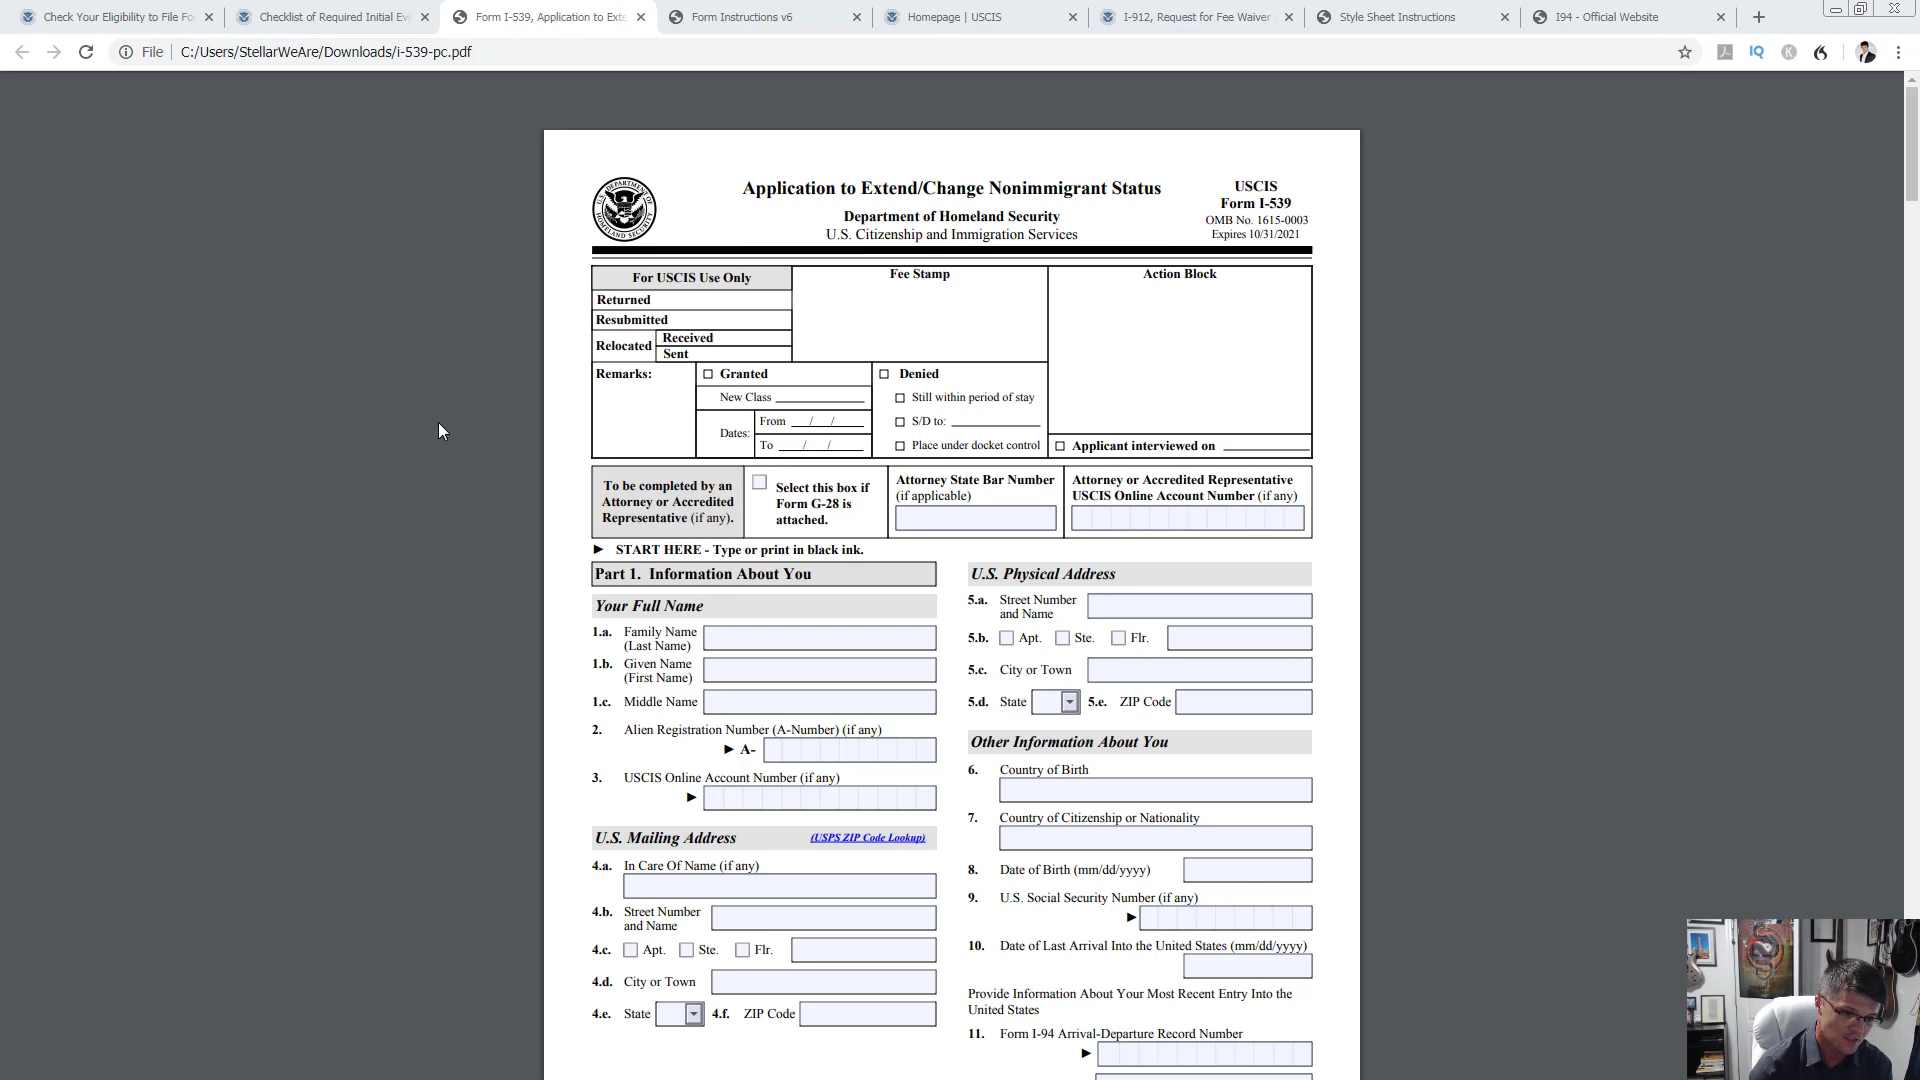 Check Your Eligibility to File Fo
Checklist of Required Initial Evi
Form I-539, Application to Exte
Form Instructions v6
Homepage | USCIS
I-912, Request for Fee Waiver
Style Sheet Instructions
I94 - Official Website
File
C:/Users/StellarWeAre/Downloads/i-539-pc.pdf
IQ
K
Application to Extend/Change Nonimmigrant Status
Department of Homeland Security
U.S. Citizenship and Immigration Services
USCIS
Form I-539
OMB No. 1615-0003
Expires 10/31/2021
For USCIS Use Only
Fee Stamp
Action Block
Returned
Resubmitted
Relocated
Received
Sent
Remarks:
Granted
New Class
Dates:
From / /
To / /
Denied
Still within period of stay
S/D to:
Place under docket control
Applicant interviewed on
To be completed by an
Attorney or Accredited
Representative (if any).
Select this box if
Form G-28 is
attached.
Attorney State Bar Number
(if applicable)
Attorney or Accredited Representative
USCIS Online Account Number (if any)
► START HERE - Type or print in black ink.
Part 1. Information About You
Your Full Name
1.a. Family Name
(Last Name)
1.b. Given Name
(First Name)
1.c. Middle Name
2. Alien Registration Number (A-Number) (if any)
► A-
3. USCIS Online Account Number (if any)
►
U.S. Mailing Address (USPS ZIP Code Lookup)
4.a. In Care Of Name (if any)
4.b. Street Number
and Name
4.c. Apt. Ste. Flr.
4.d. City or Town
4.e. State 4.f. ZIP Code
U.S. Physical Address
5.a. Street Number
and Name
5.b. Apt. Ste. Flr.
5.c. City or Town
5.d. State 5.e. ZIP Code
Other Information About You
6. Country of Birth
7. Country of Citizenship or Nationality
8. Date of Birth (mm/dd/yyyy)
9. U.S. Social Security Number (if any)
►
10. Date of Last Arrival Into the United States (mm/dd/yyyy)
Provide Information About Your Most Recent Entry Into the
United States
11. Form I-94 Arrival-Departure Record Number
►